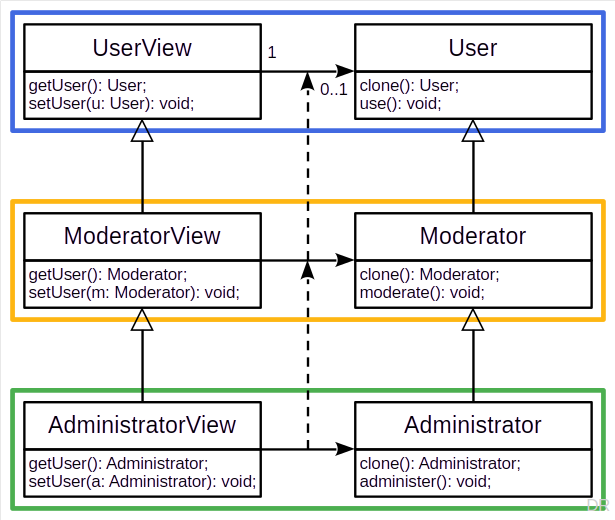 UserView
1
User
getUser(): User;
setUser(u: User): void;
0..1
clone(): User;
use(): void;
ModeratorView
Moderator
getUser(): Moderator;
setUser(m: Moderator): void;
clone(): Moderator;
moderate(): void;
AdministratorView
Administrator
getUser(): Administrator;
setUser(a: Administrator): void;
clone(): Administrator;
administer(): void;
DR